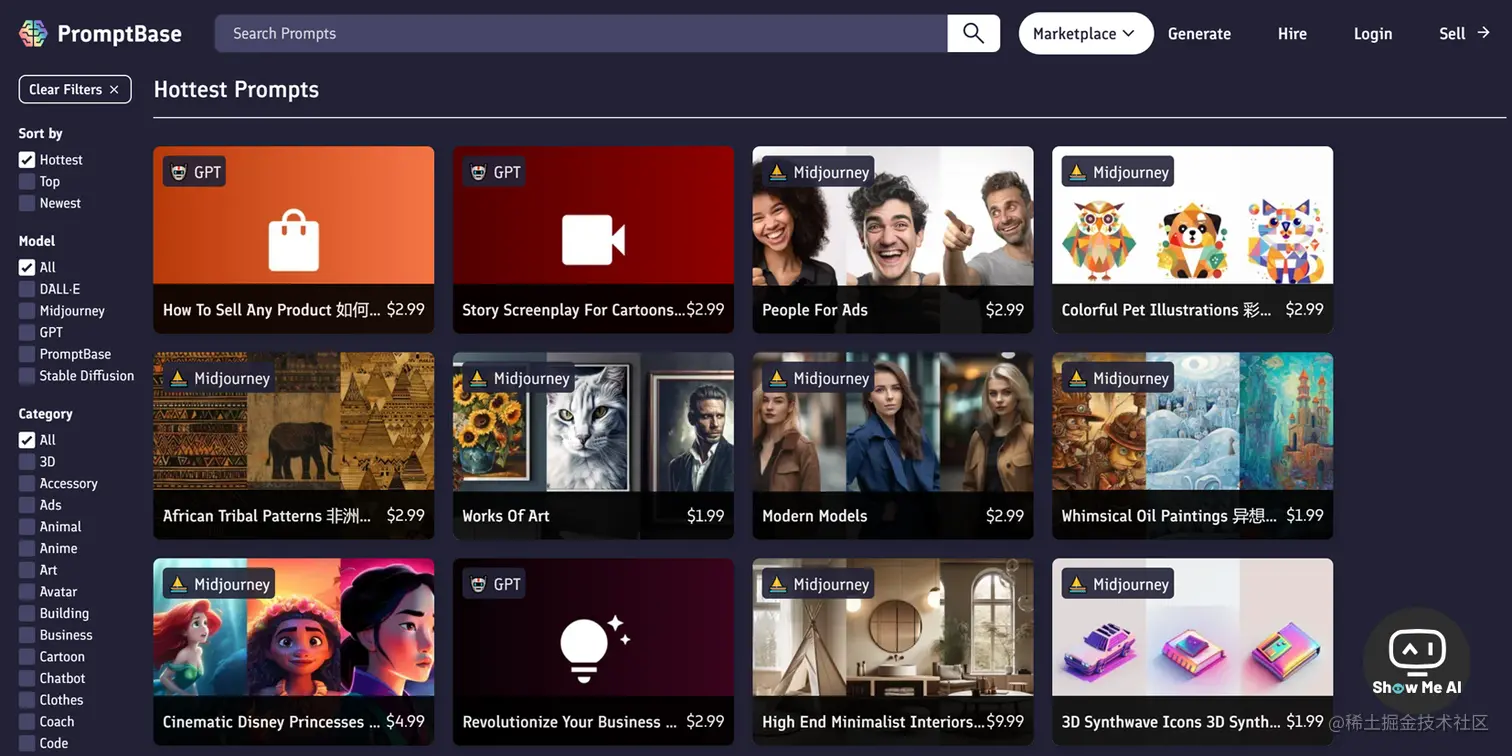 PromptBase
Search Prompts
Marketplace
Generate
Hire
Login
Sell →
Clear Filters ×
Hottest Prompts
Sort by
Hottest
Top
Newest
Model
All
DALL·E
Midjourney
GPT
PromptBase
Stable Diffusion
Category
All
3D
Accessory
Ads
Animal
Anime
Art
Avatar
Building
Business
Cartoon
Chatbot
Clothes
Coach
Code
GPT
How To Sell Any Product 如何... $2.99
GPT
Story Screenplay For Cartoons... $2.99
Midjourney
People For Ads $2.99
Midjourney
Colorful Pet Illustrations 彩... $2.99
Midjourney
African Tribal Patterns 非洲... $2.99
Midjourney
Works Of Art $1.99
Midjourney
Modern Models $2.99
Midjourney
Whimsical Oil Paintings 异想... $1.99
Midjourney
Cinematic Disney Princesses ... $4.99
GPT
Revolutionize Your Business ... $2.99
Midjourney
High End Minimalist Interiors... $9.99
Midjourney
3D Synthwave Icons 3D Synth... $1.99
Show Me AI
@稀土掘金技术社区